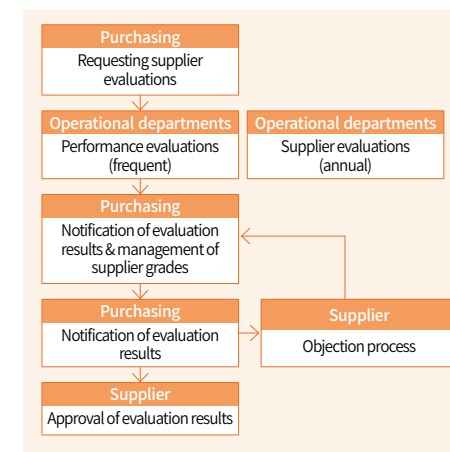 Purchasing
Requesting supplier
evaluations
Operational departments
Performance evaluations
(frequent)
Operational departments
Supplier evaluations
(annual)
Purchasing
Notification of evaluation
results & management of
supplier grades
Purchasing
Notification of evaluation
results
Supplier
Objection process
Supplier
Approval of evaluation results